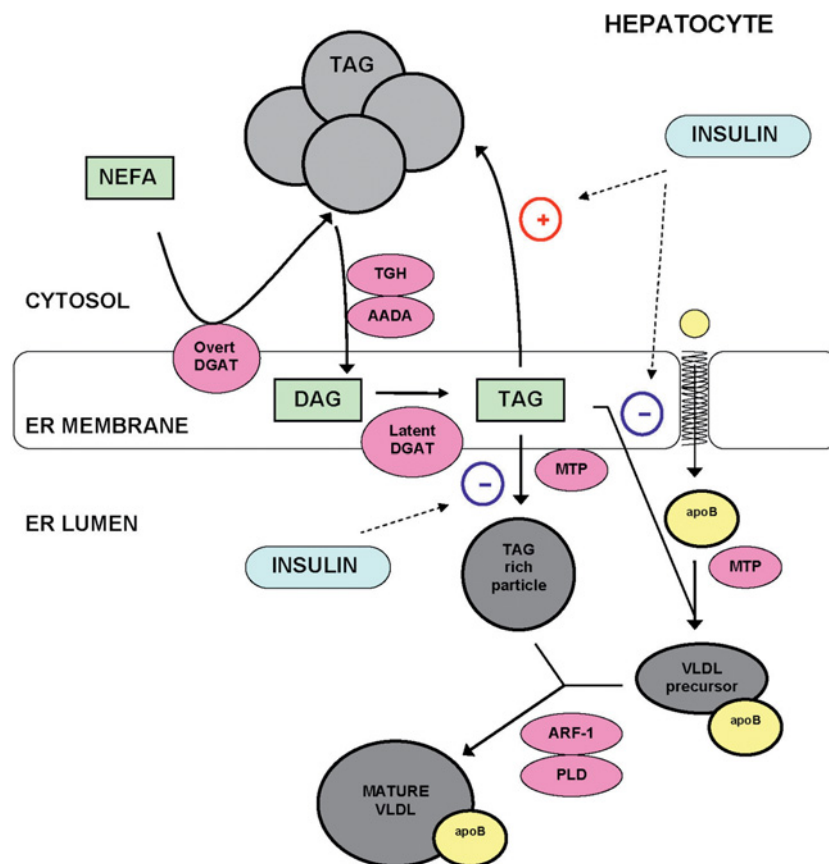 HEPATOCYTE
TAG
INSULIN
NEFA
+
TGH
CYTOSOL
AADA
Overt
DGAT
DAG
TAG
-
ER MEMBRANE
Latent
DGAT
MTP
-
ER LUMEN
apoB
INSULIN
TAG
rich
particle
MTP
VLDL
precursor
apoB
ARF-1
PLD
MATURE
VLDL
apoB